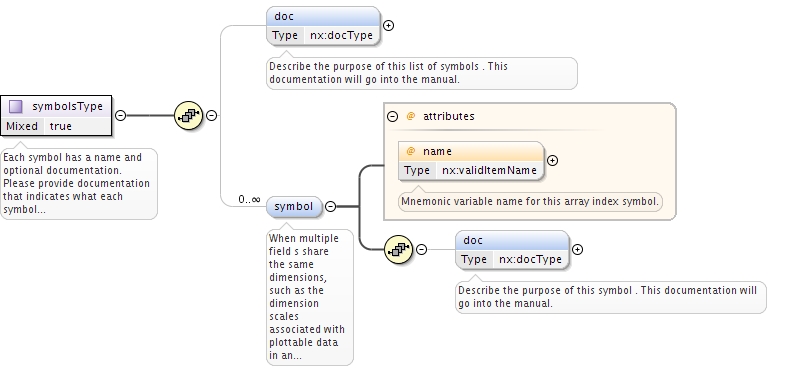 doc
Type nx:docType
Describe the purpose of this list of symbols . This
documentation will go into the manual.
symbolsType
Mixed true
Each symbol has a name and
optional documentation.
Please provide documentation
that indicates what each
symbol...
@ attributes
@ name
Type nx:validItemName
Mnemonic variable name for this array index symbol.
0..∞
symbol
When multiple
field s share
the same
dimensions,
such as the
dimension
scales
associated with
plottable data
in an...
doc
Type nx:docType
Describe the purpose of this symbol . This documentation will
go into the manual.